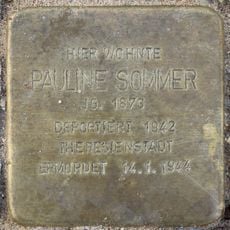 HIER WOHNTE
PAULINE SOMMER
JG. 1873
DEPORTIERT 1942
THERESIENSTADT
ERMORDET 14.1.1944